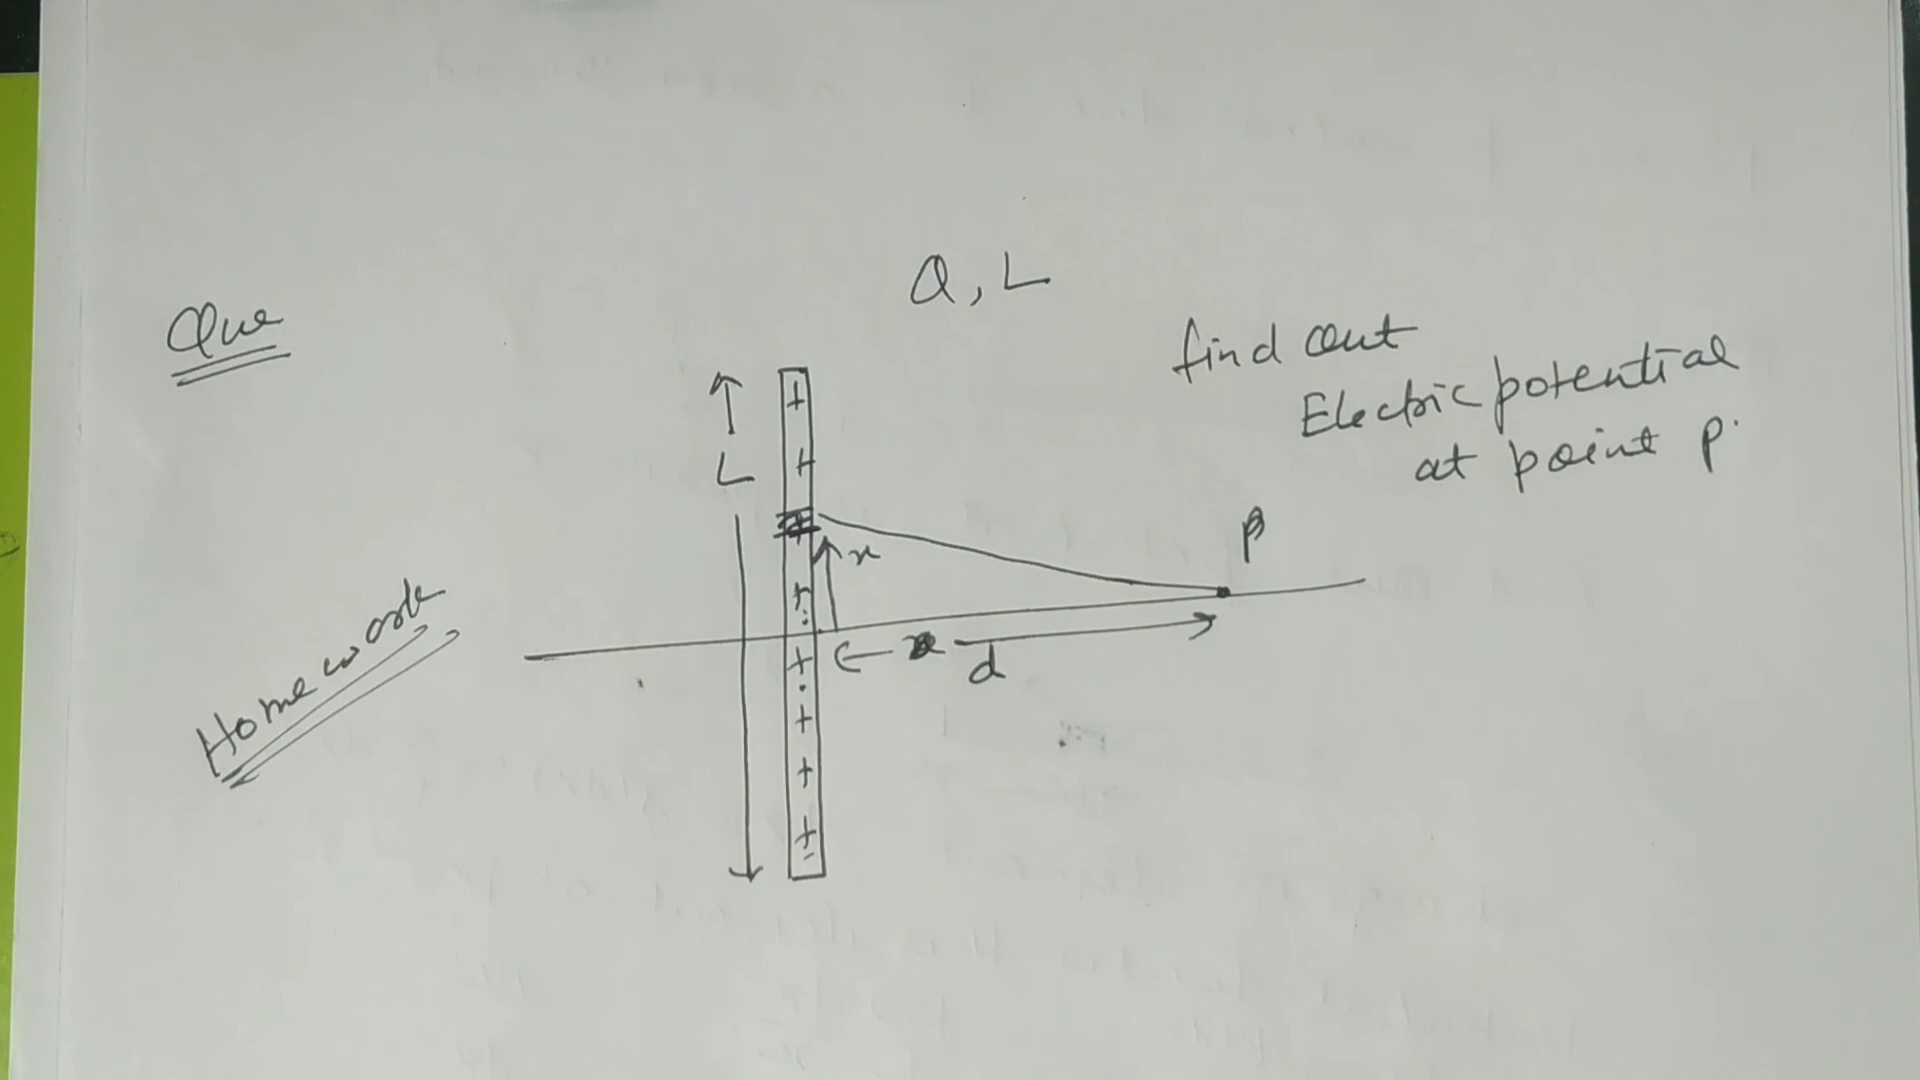 Que
Q, L
find out
Electric potential
at point P.
L
+
+
+
x
P
+
+
d
+
+
+
Homework